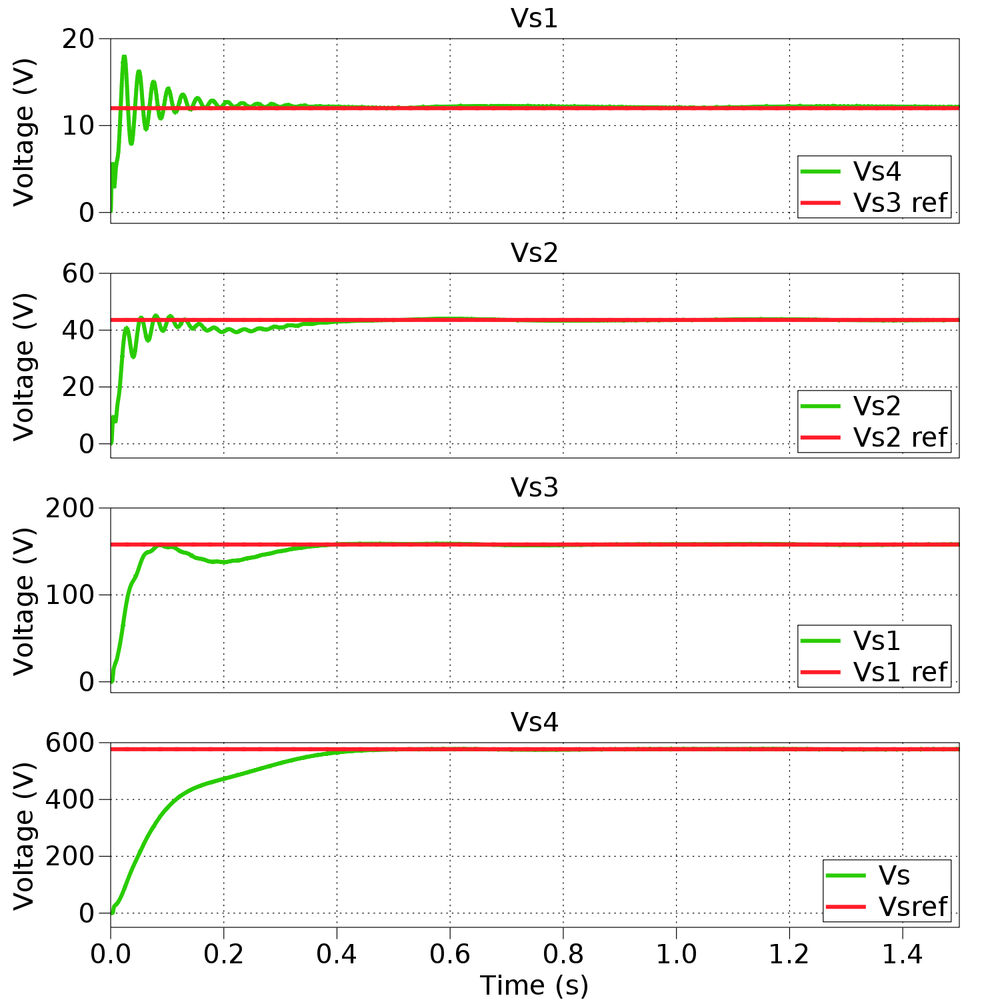 Vs1
Voltage (V)
20
10
0
Vs4
Vs3 ref
Vs2
Voltage (V)
60
40
20
0
Vs2
Vs2 ref
Vs3
Voltage (V)
200
100
0
Vs1
Vs1 ref
Vs4
Voltage (V)
600
400
200
0
Vs
Vsref
0.0 0.2 0.4 0.6 0.8 1.0 1.2 1.4
Time (s)